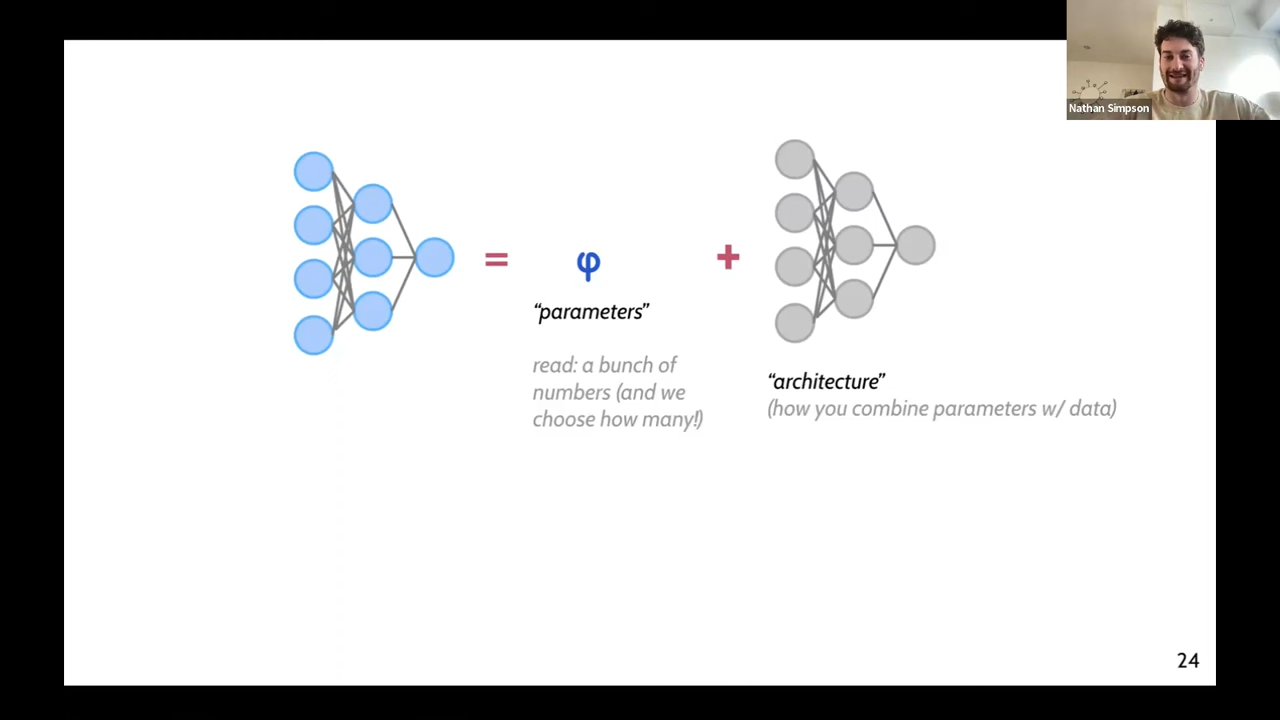 Nathan Simpson
=
φ
+
“parameters”
read: a bunch of
numbers (and we
choose how many!)
“architecture”
(how you combine parameters w/ data)
24